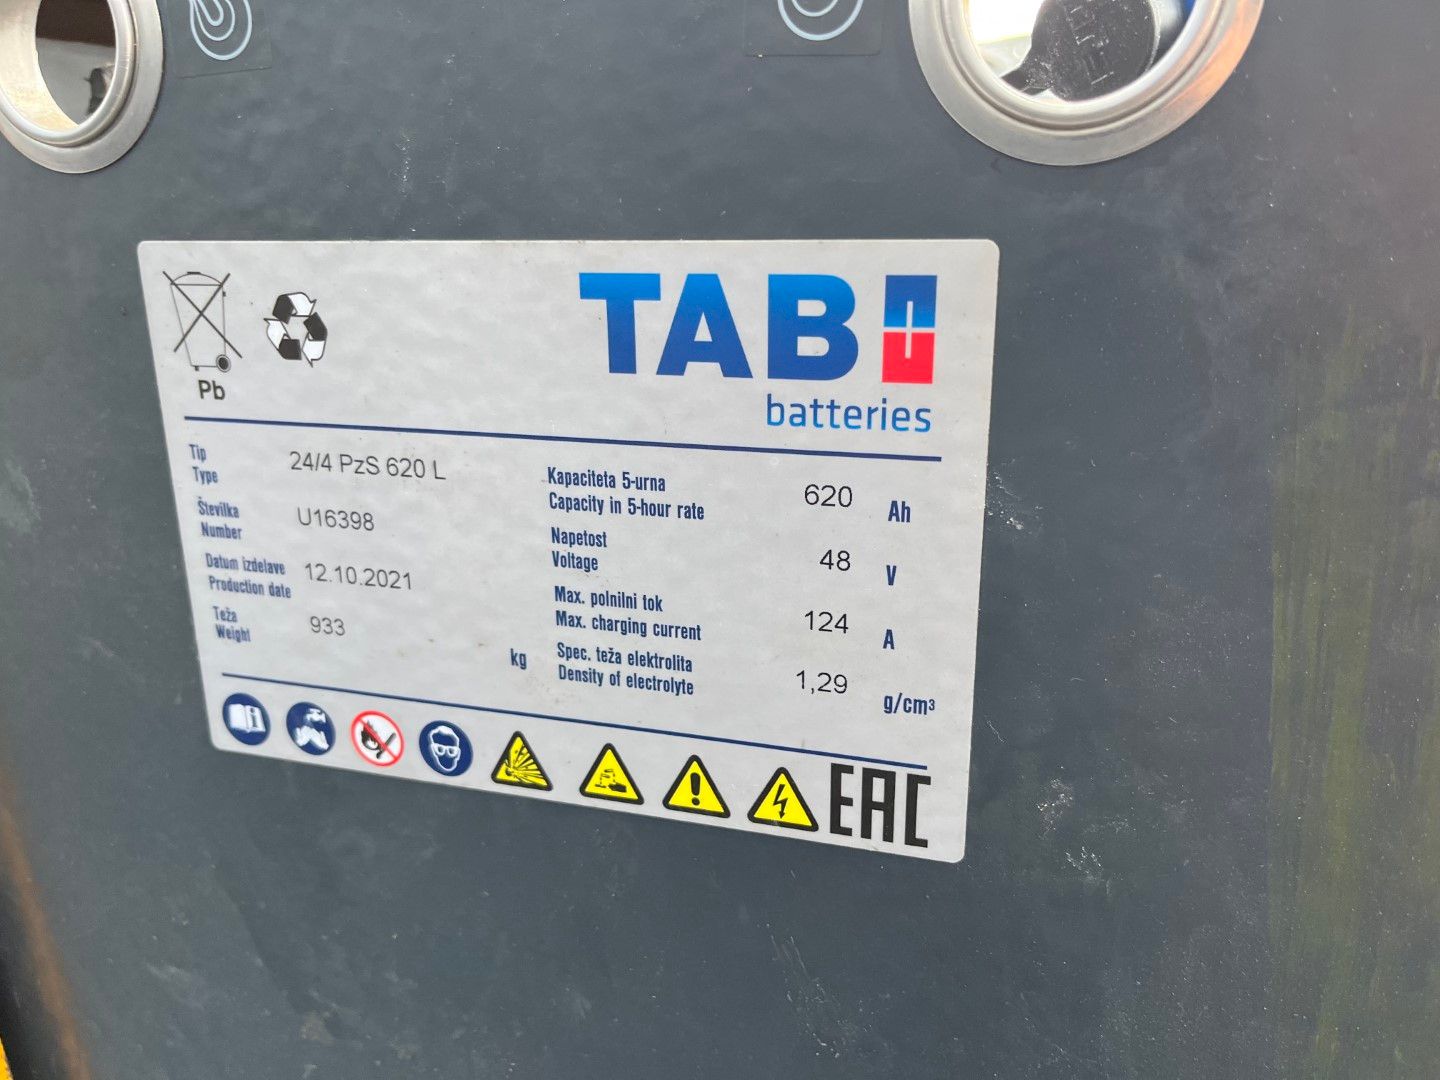 TAB
batteries
Pb
Tip
Type
24/4 PzS 620 L
Številka
Number
U16398
Datum izdelave
Production date
12.10.2021
Teža
Weight
933
kg
Kapaciteta 5-urna
Capacity in 5-hour rate
620
Ah
Napetost
Voltage
48
V
Max. polnilni tok
Max. charging current
124
A
Spec. teža elektrolita
Density of electrolyte
1,29
g/cm³
EAC